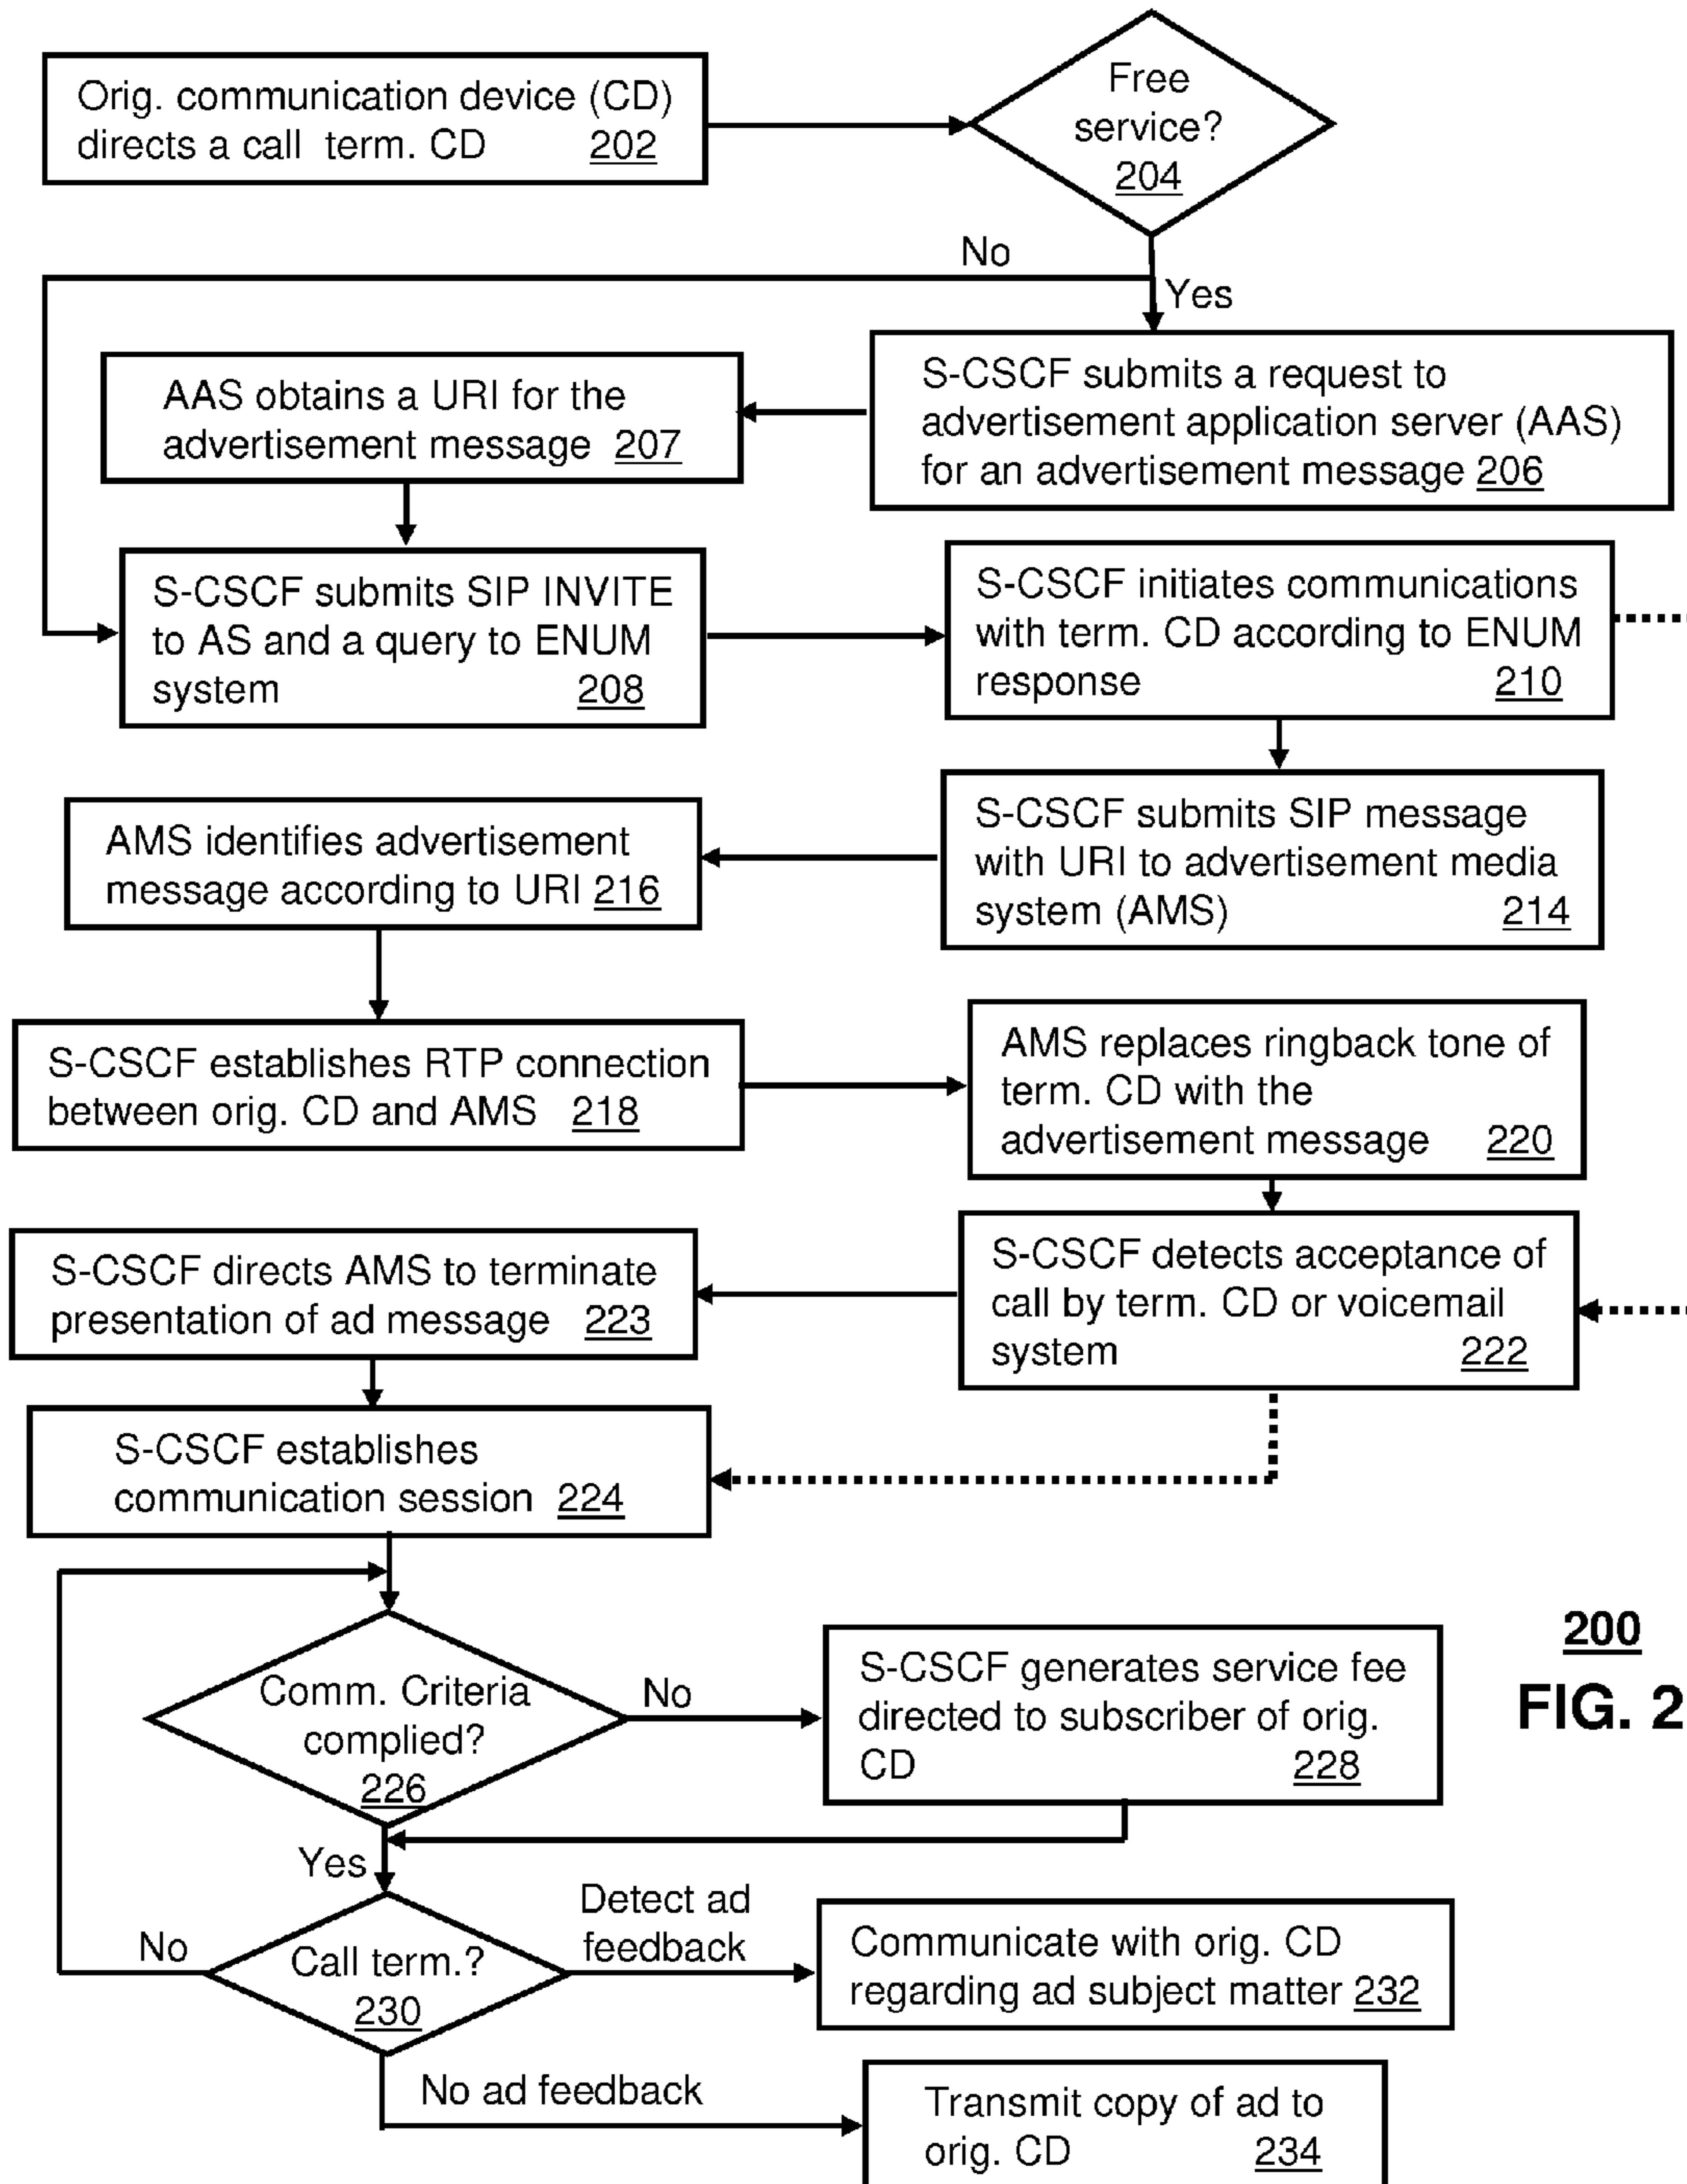 Orig. communication device (CD)
directs a call term. CD 202
Free
service?
204
No
Yes
S-CSCF submits a request to
advertisement application server (AAS)
for an advertisement message 206
AAS obtains a URI for the
advertisement message 207
S-CSCF submits SIP INVITE
to AS and a query to ENUM
system 208
S-CSCF initiates communications
with term. CD according to ENUM
response 210
S-CSCF submits SIP message
with URI to advertisement media
system (AMS) 214
AMS identifies advertisement
message according to URI 216
S-CSCF establishes RTP connection
between orig. CD and AMS 218
AMS replaces ringback tone of
term. CD with the
advertisement message 220
S-CSCF detects acceptance of
call by term. CD or voicemail
system 222
S-CSCF directs AMS to terminate
presentation of ad message 223
S-CSCF establishes
communication session 224
Comm. Criteria
complied?
226
No
S-CSCF generates service fee
directed to subscriber of orig.
CD 228
200
FIG. 2
Yes
Call term.?
230
No
Detect ad
feedback
Communicate with orig. CD
regarding ad subject matter 232
No ad feedback
Transmit copy of ad to
orig. CD 234